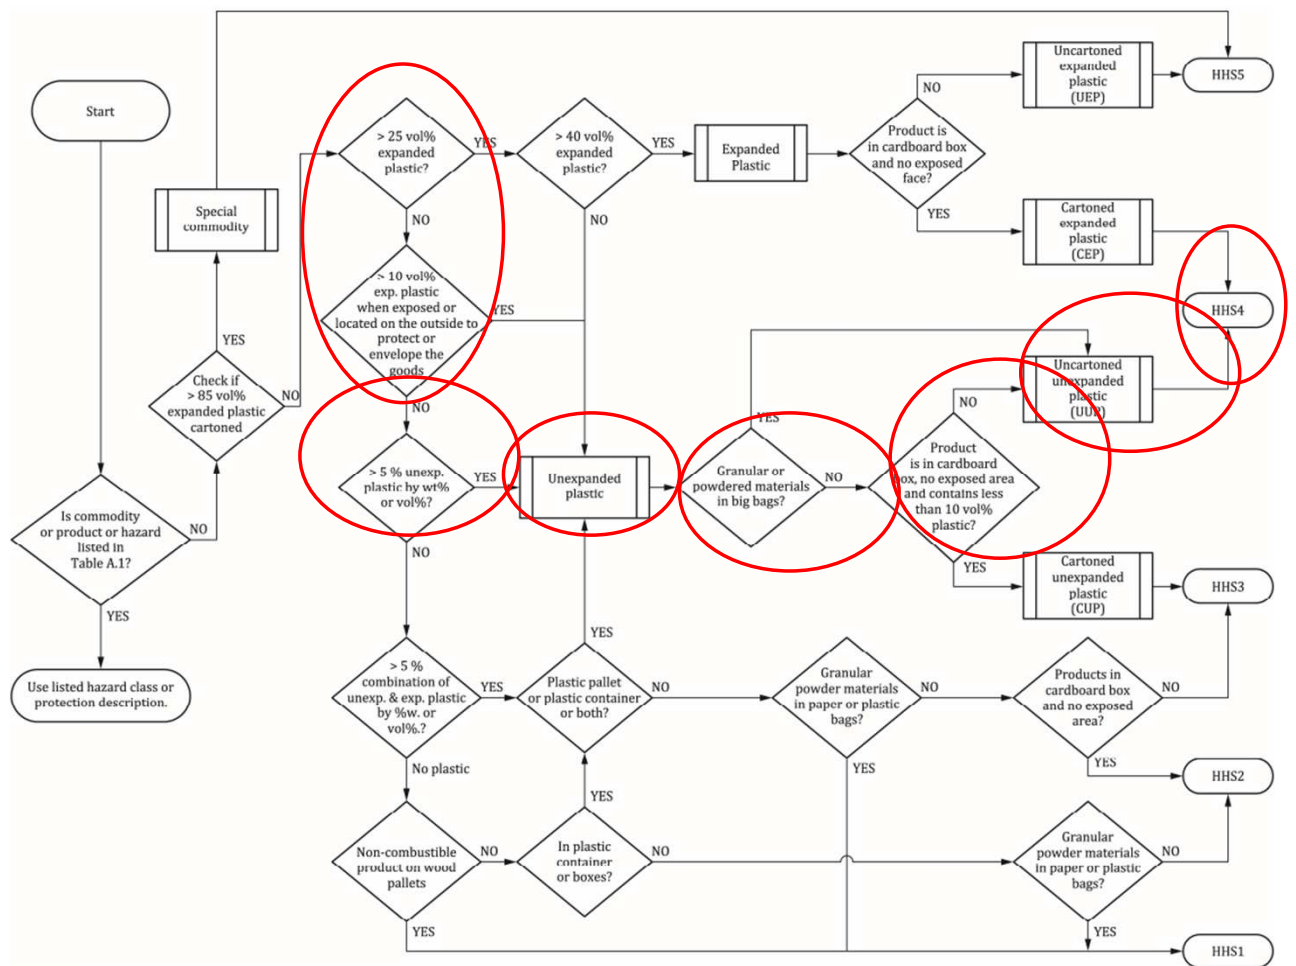 Start
Is commodity
or product or hazard
listed in
Table A.1?
NO
YES
Use listed hazard class or
protection description.
Special
commodity
YES
Check if
> 85 vol%
expanded plastic
cartoned
NO
> 25 vol%
expanded
plastic?
YES
NO
> 10 vol%
exp. plastic
when exposed or
located on the outside to
protect or
envelope the
goods
YES
NO
> 5 % unexp.
plastic by wt%
or vol%?
YES
NO
> 5 %
combination of
unexp. & exp. plastic
by %w. or
vol%.?
YES
No plastic
Non-combustible
product on wood
pallets
NO
YES
> 40 vol%
expanded
plastic?
YES
NO
Unexpanded
plastic
YES
Plastic pallet
or plastic container
or both?
NO
YES
In plastic
container
or boxes?
NO
Expanded
Plastic
Product is
in cardboard box
and no exposed
face?
NO
YES
Uncartoned
expanded
plastic
(UEP)
HHS5
Cartoned
expanded
plastic
(CEP)
HHS4
Granular or
powdered materials
in big bags?
YES
NO
Product
is in cardboard
box, no exposed area
and contains less
than 10 vol%
plastic?
NO
YES
Uncartoned
unexpanded
plastic
(UUP)
Cartoned
unexpanded
plastic
(CUP)
HHS3
Granular
powder materials
in paper or plastic
bags?
NO
YES
Products in
cardboard box
and no exposed
area?
NO
YES
HHS2
Granular
powder materials
in paper or plastic
bags?
NO
YES
HHS1